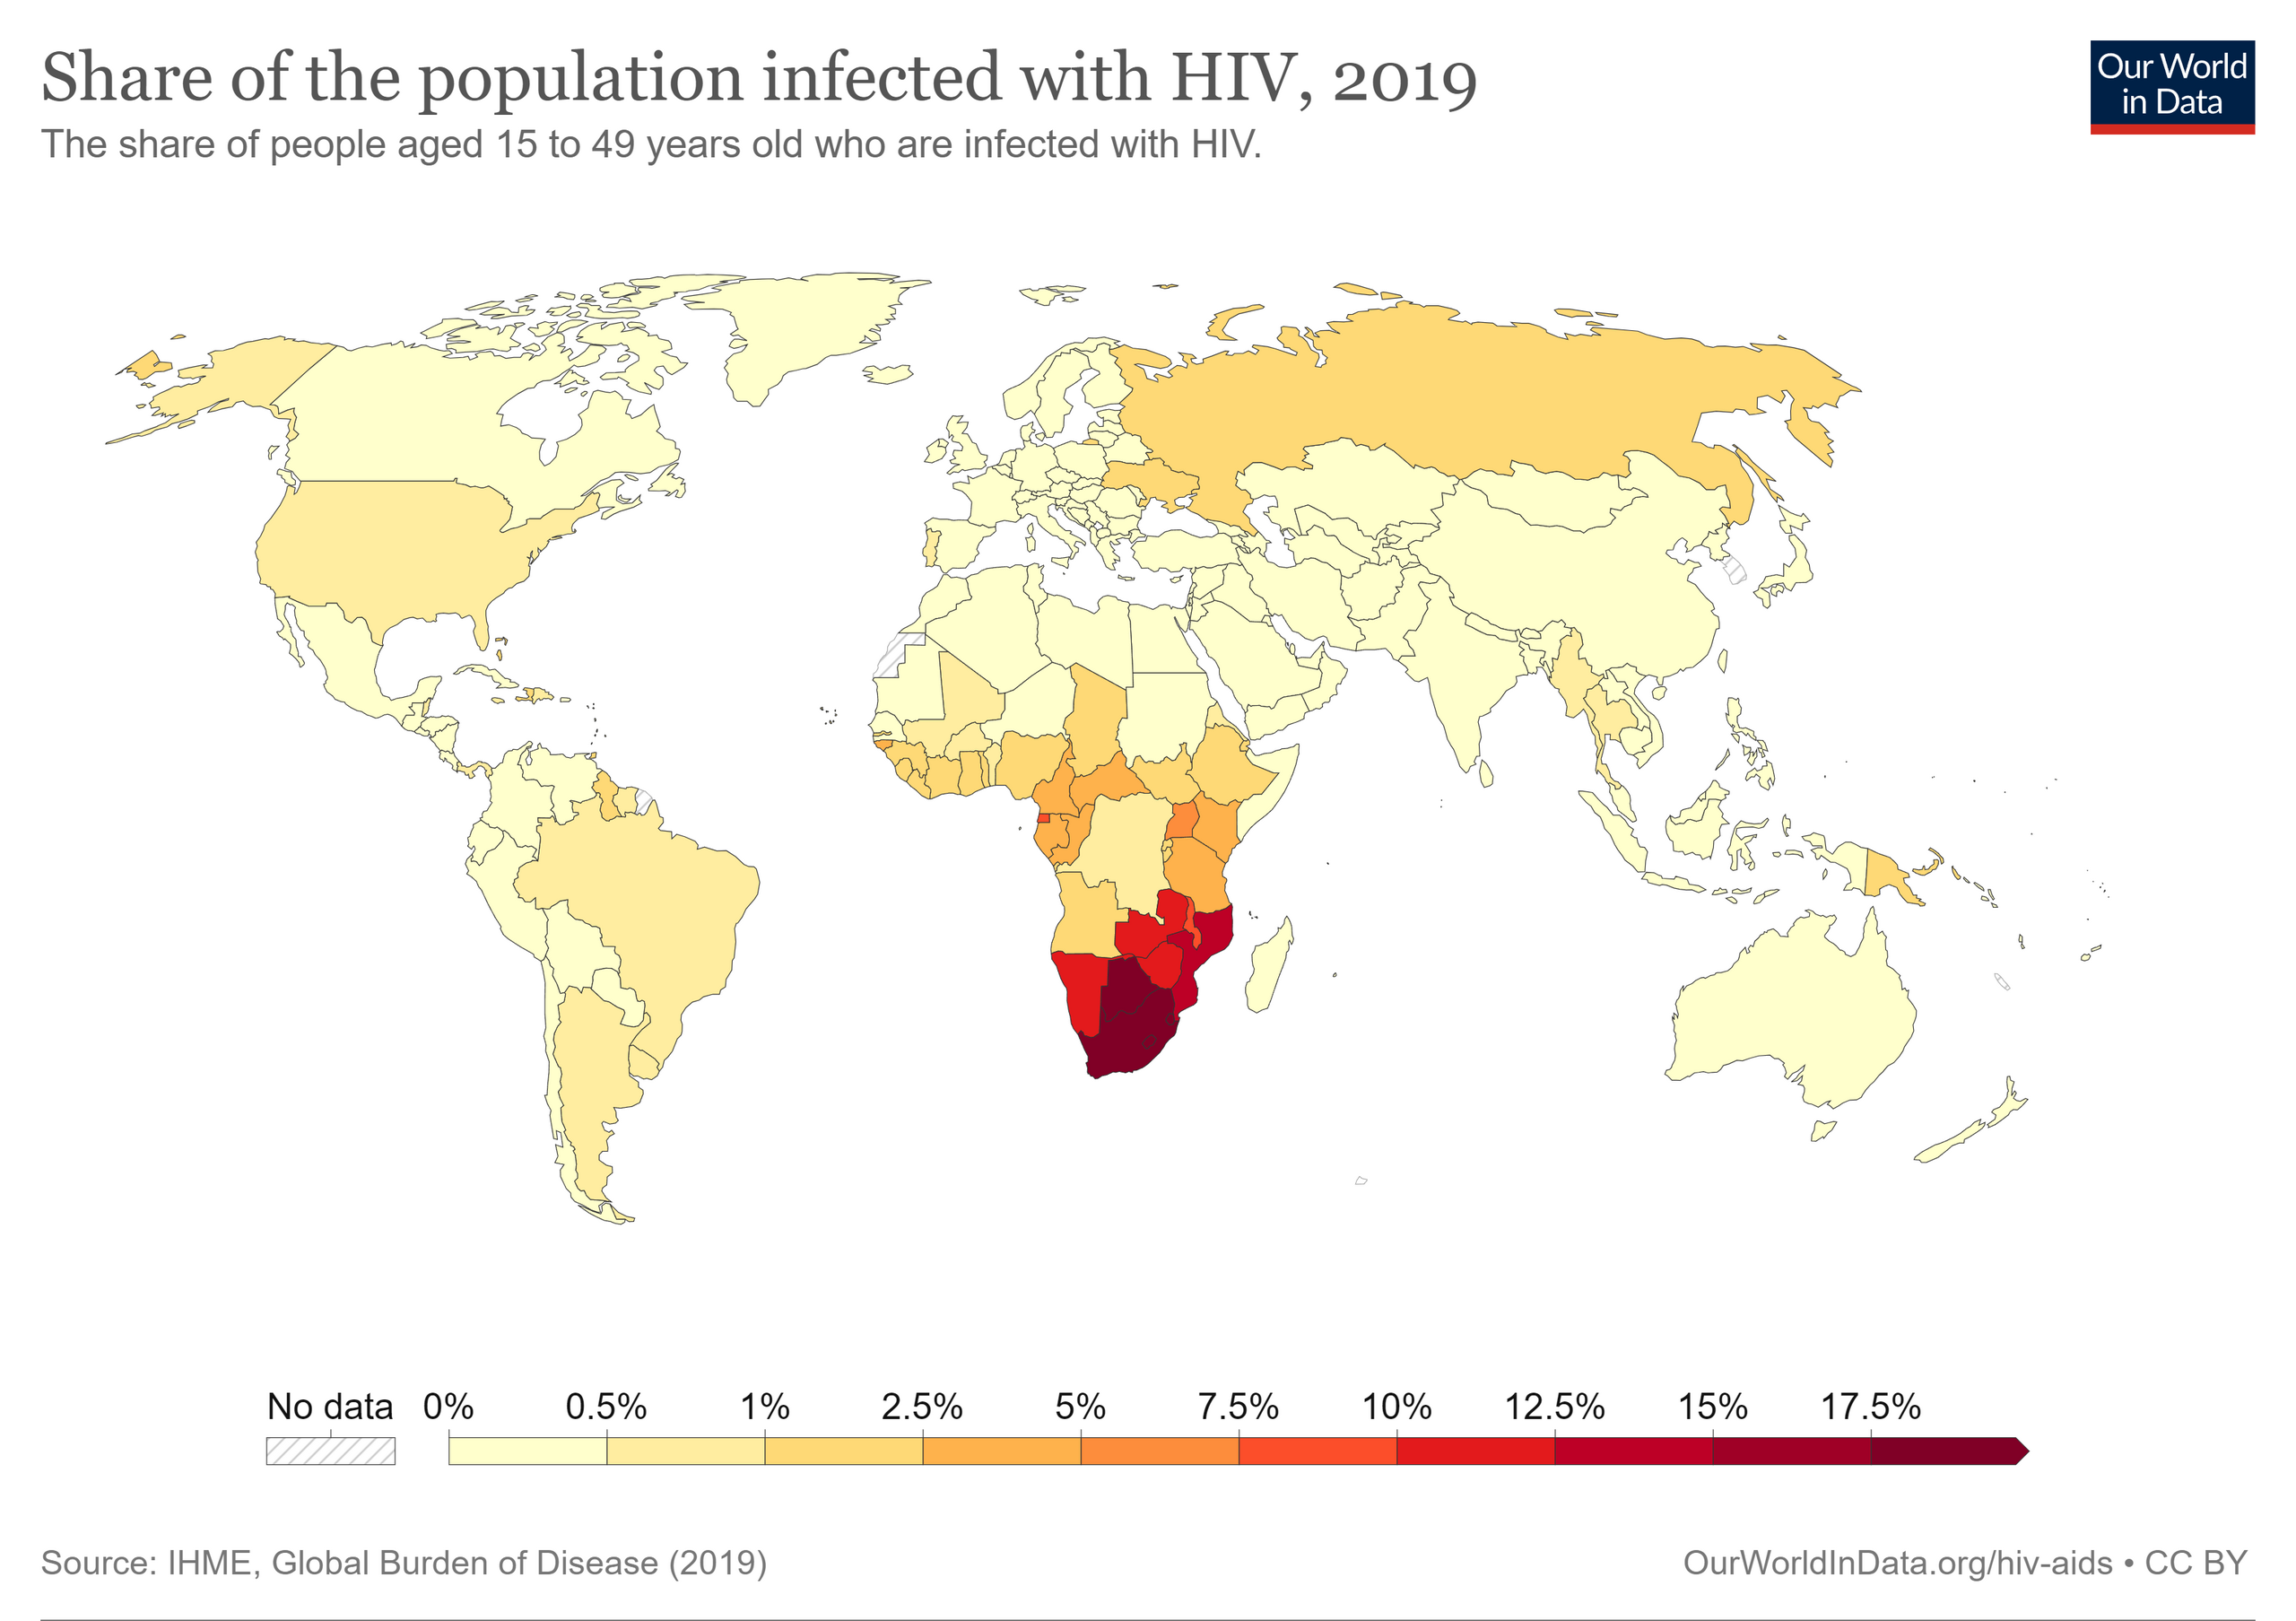 Share of the population infected with HIV, 2019
The share of people aged 15 to 49 years old who are infected with HIV.
Our World
in Data
No data 0% 0.5% 1% 2.5% 5% 7.5% 10% 12.5% 15% 17.5%
Source: IHME, Global Burden of Disease (2019)
OurWorldInData.org/hiv-aids • CC BY